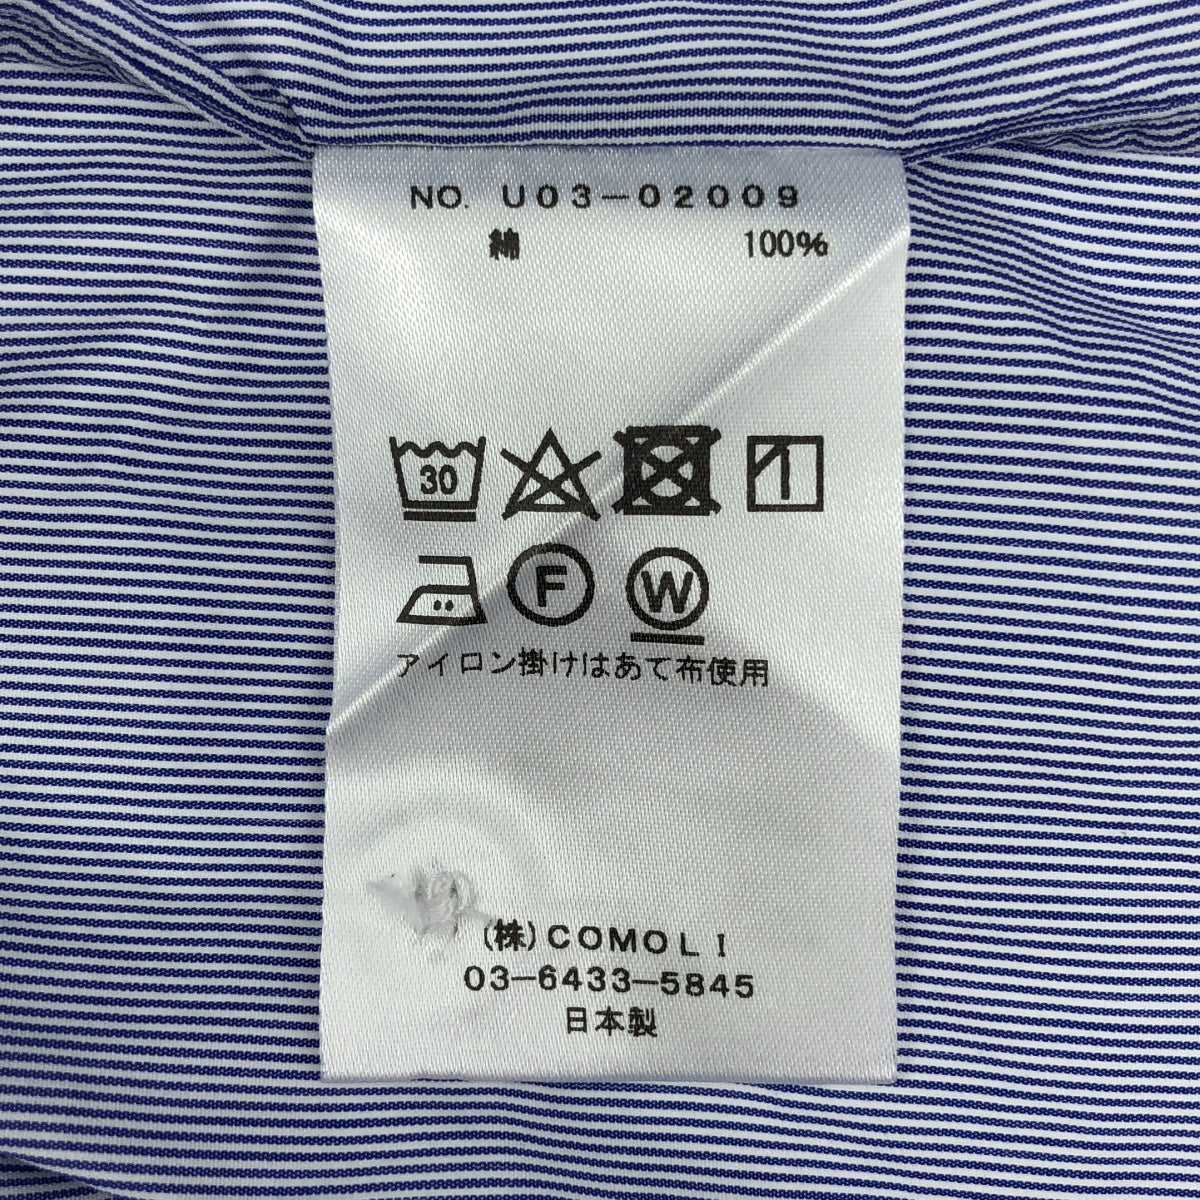 NO. U03-02009
綿 100%
30
F W
アイロン掛けはあて布使用
(株)COMOLI
03-6433-5845
日本製